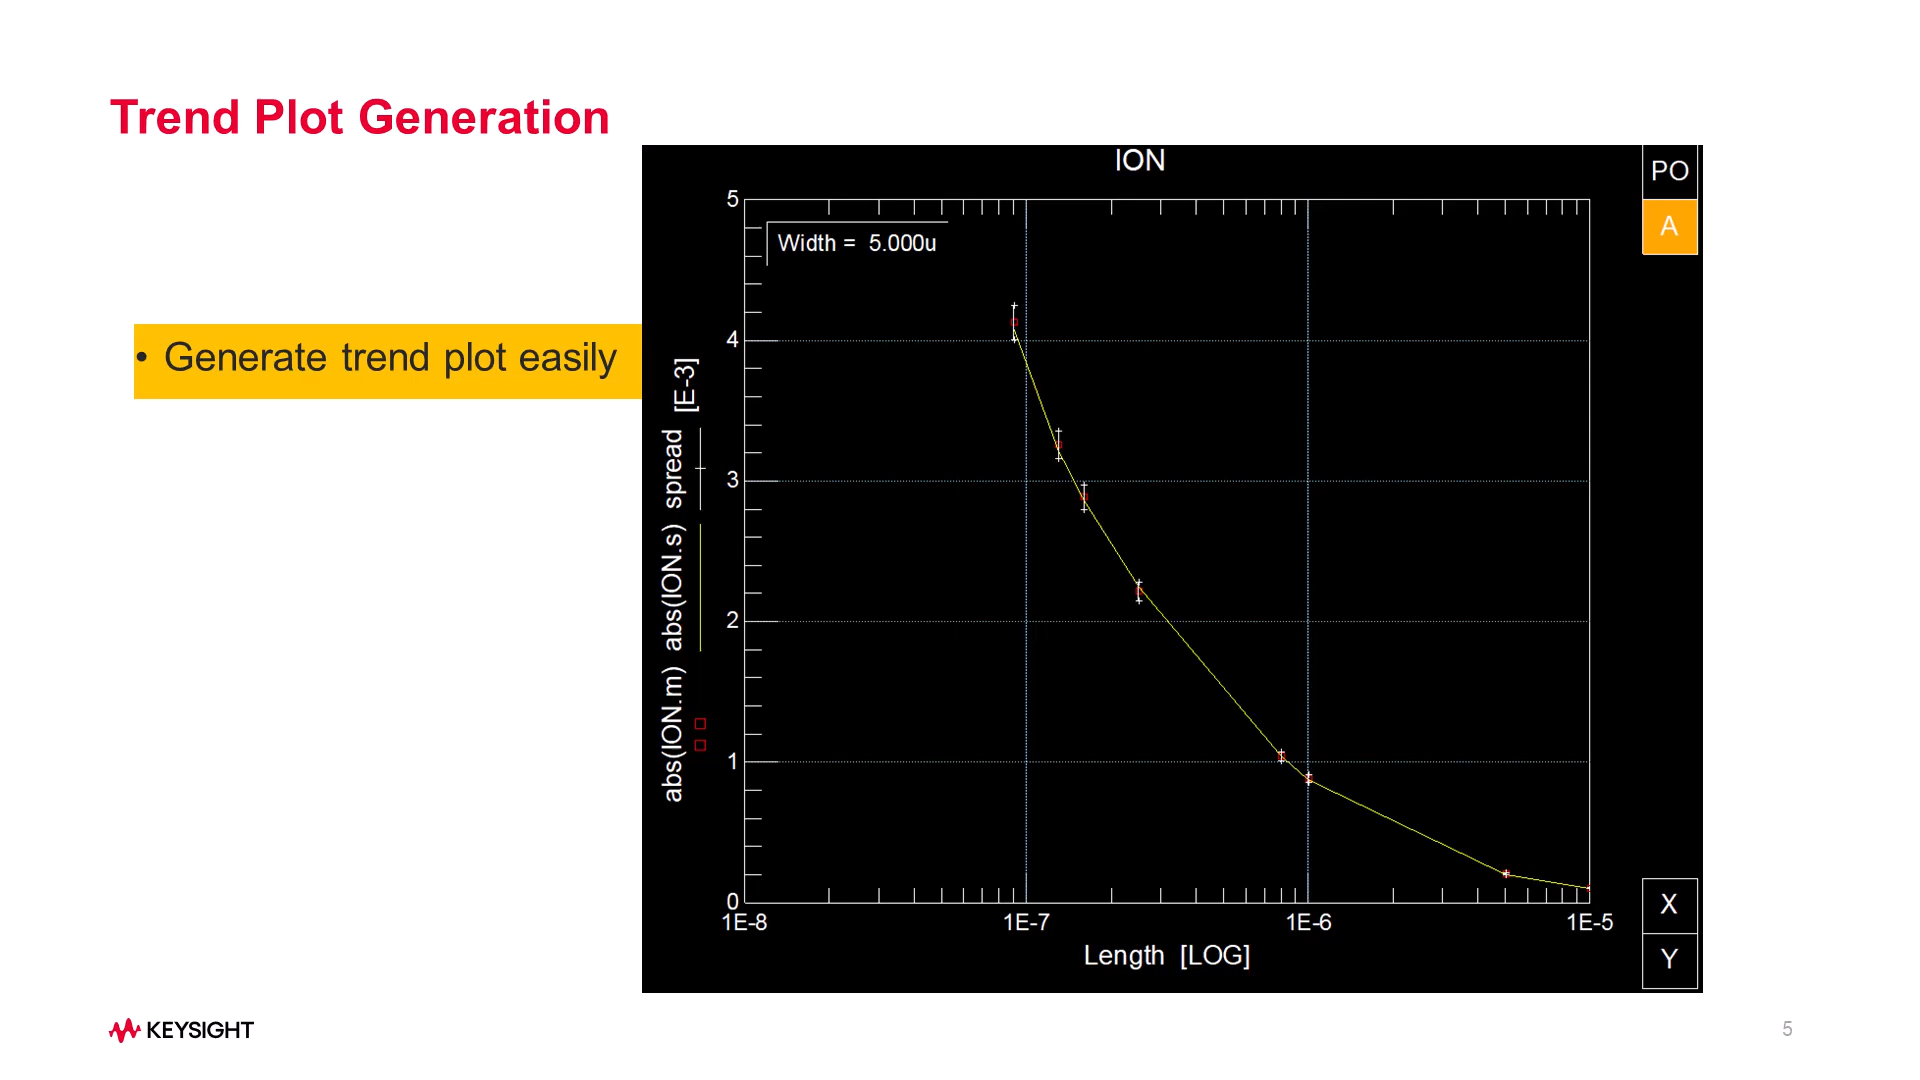 Trend Plot Generation
• Generate trend plot easily
ION
PO
A
Width = 5.000u
5
4
3
2
1
0
abs(ION.m) abs(ION.s) spread [E-3]
1E-8
1E-7
1E-6
1E-5
Length [LOG]
X
Y
KEYSIGHT
5